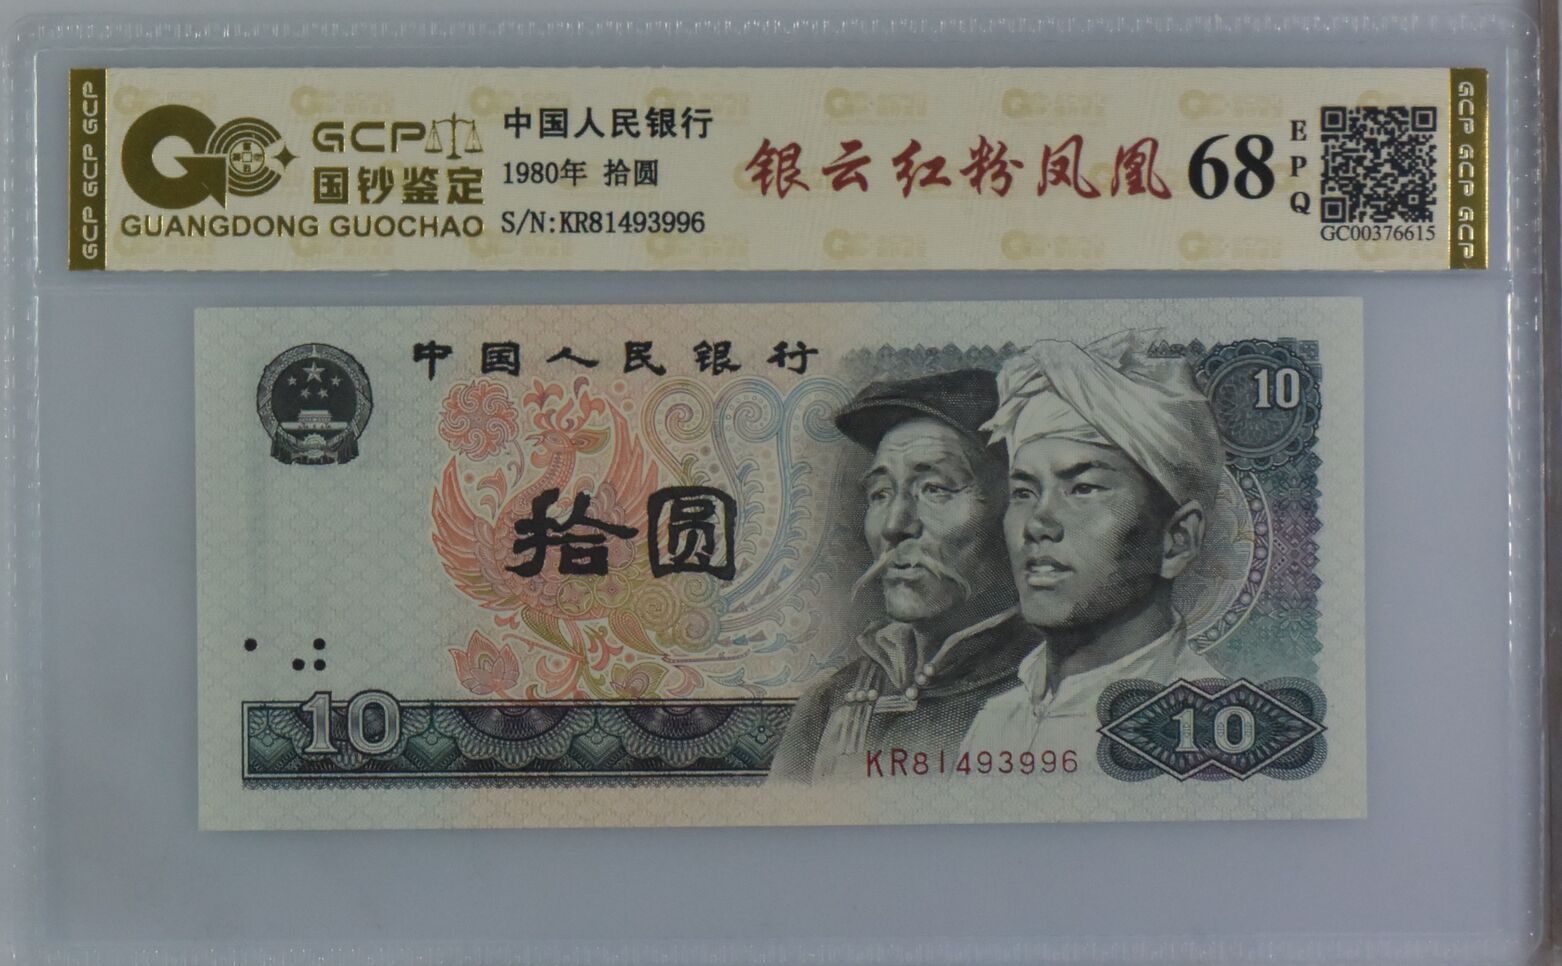 GCP
国钞鉴定
GUANGDONG GUOCHAO
中国人民银行
1980年 拾圆
S/N:KR81493996
银云红粉凤凰
68
EPQ
GC00376615
GCP GCP GCP
GCP GCP GCP
中国人民银行
10
拾圆
10
KR81493996
10